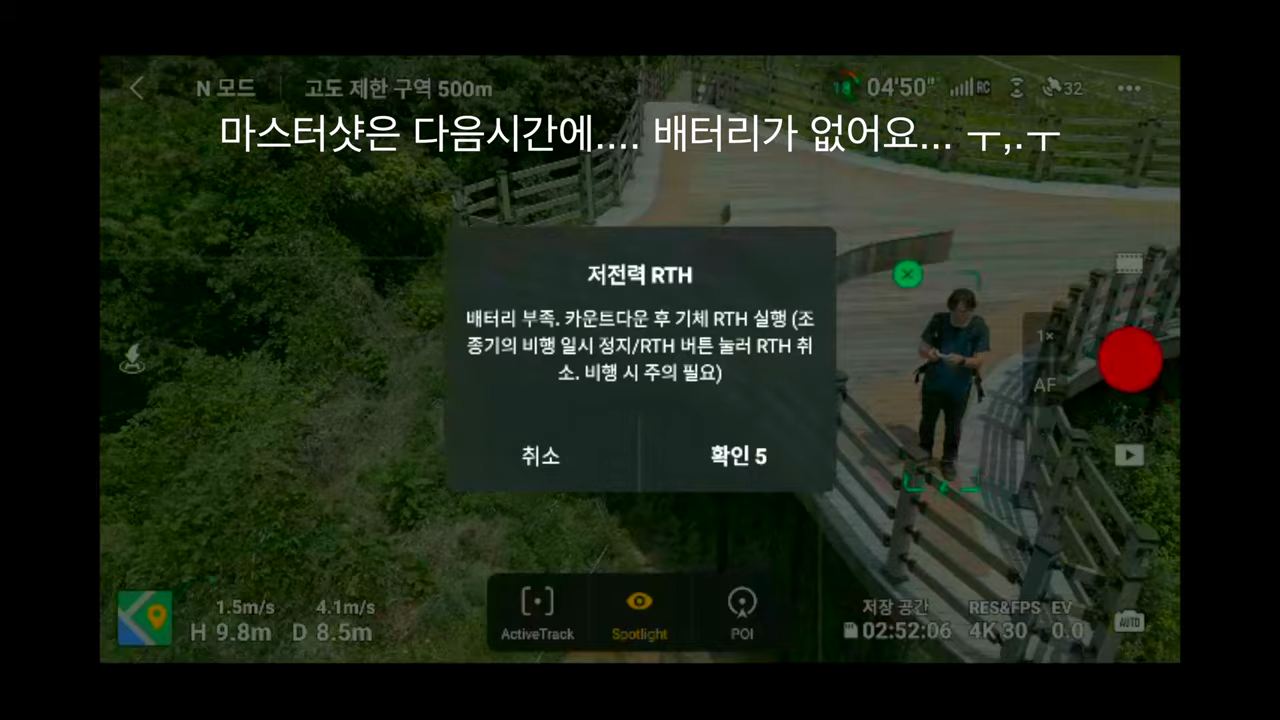 N 모드
고도 제한 구역 500m
18
04'50"
RC
32
마스터샷은 다음시간에.... 배터리가 없어요... ㅜ,.ㅜ
저전력 RTH
배터리 부족. 카운트다운 후 기체 RTH 실행 (조
종기의 비행 일시 정지/RTH 버튼 눌러 RTH 취
소. 비행 시 주의 필요)
취소
확인 5
1×
AF
1.5m/s
4.1m/s
H 9.8m
D 8.5m
ActiveTrack
Spotlight
POI
저장 공간
02:52:06
RES&FPS
4K 30
EV
0.0
AUTO